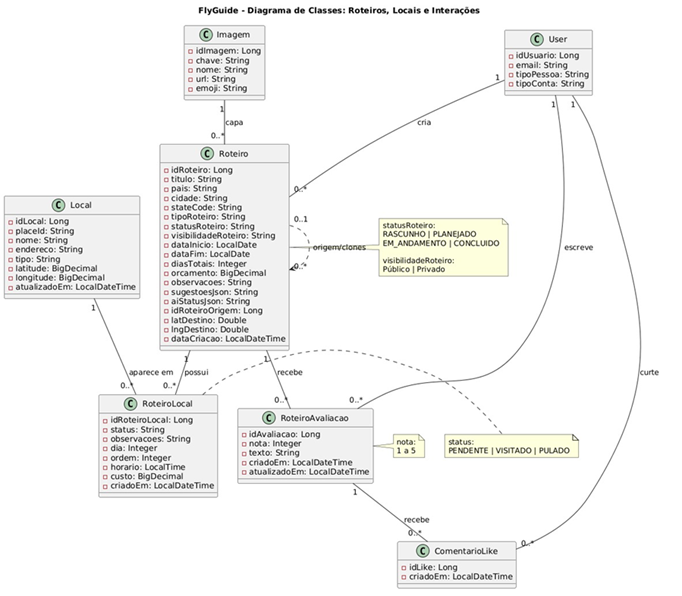 FlyGuide - Diagrama de Classes: Roteiros, Locais e Interações
C Imagem
idImagem: Long
chave: String
nome: String
url: String
emoji: String
C User
idUsuario: Long
email: String
tipoPessoa: String
tipoConta: String
1
capa
0..*
1
cria
0..*
1
1
C Roteiro
idRoteiro: Long
titulo: String
pais: String
cidade: String
stateCode: String
tipoRoteiro: String
statusRoteiro: String
visibilidadeRoteiro: String
dataInicio: LocalDate
dataFim: LocalDate
diasTotais: Integer
orcamento: BigDecimal
observacoes: String
sugestoesJson: String
aiStatusJson: String
idRoteiroOrigem: Long
latDestino: Double
lngDestino: Double
dataCriacao: LocalDateTime
0..1
origem/clones
0..*
statusRoteiro:
RASCUNHO | PLANEJADO
EM_ANDAMENTO | CONCLUIDO
visibilidadeRoteiro:
Público | Privado
C Local
idLocal: Long
placeId: String
nome: String
endereco: String
tipo: String
latitude: BigDecimal
longitude: BigDecimal
atualizadoEm: LocalDateTime
escreve
1
aparece em
0..*
1
possui
0..*
1
recebe
0..*
0..*
curte
C RoteiroLocal
idRoteiroLocal: Long
status: String
observacoes: String
dia: Integer
ordem: Integer
horario: LocalTime
custo: BigDecimal
criadoEm: LocalDateTime
C RoteiroAvaliacao
idAvaliacao: Long
nota: Integer
texto: String
criadoEm: LocalDateTime
atualizadoEm: LocalDateTime
nota:
1 a 5
status:
PENDENTE | VISITADO | PULADO
1
recebe
0..*
0..*
C ComentarioLike
idLike: Long
criadoEm: LocalDateTime